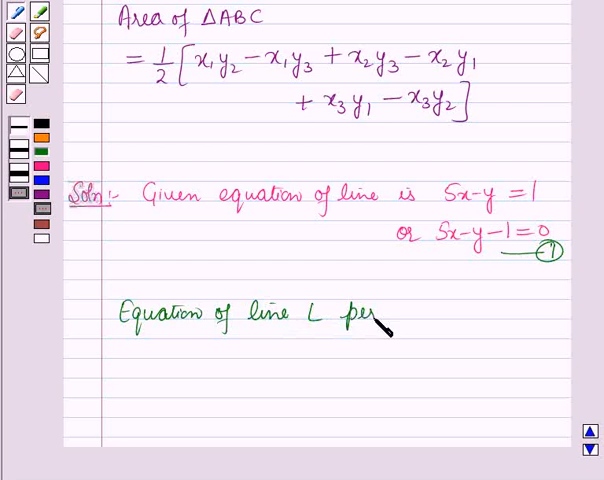 Area of ΔABC
= 1/2 [x₁y₂ - x₁y₃ + x₂y₃ - x₂y₁
+ x₃y₁ - x₃y₂]
Soln:- Given equation of line is 5x-y = 1
or 5x-y-1=0
1
Equation of line L per